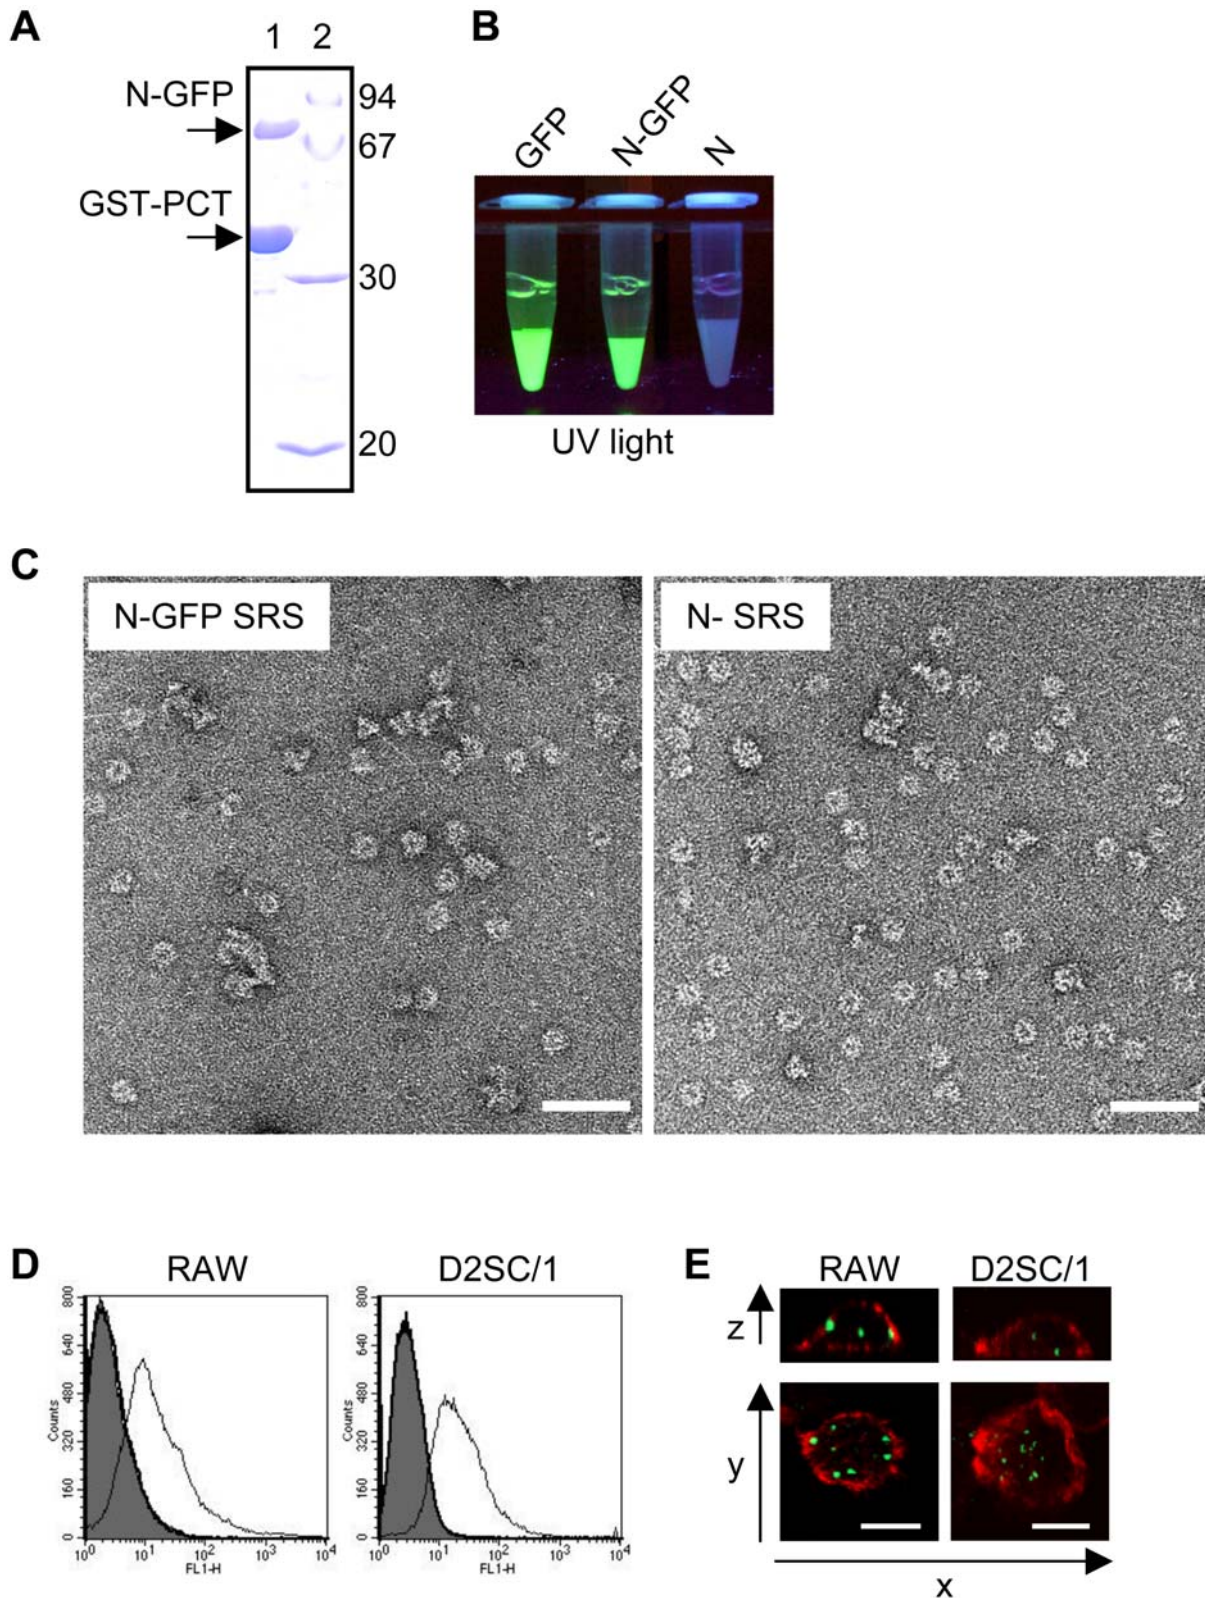 A
1 2
N-GFP
94
67
GST-PCT
30
20
B
GFP
N-GFP
N
UV light
C
N-GFP SRS
N- SRS
D
RAW
D2SC/1
800
640
480
320
160
0
Counts
10^0 10^1 10^2 10^3 10^4
FL1-H
800
640
480
320
160
0
Counts
10^0 10^1 10^2 10^3 10^4
FL1-H
E
RAW
D2SC/1
z
y
x